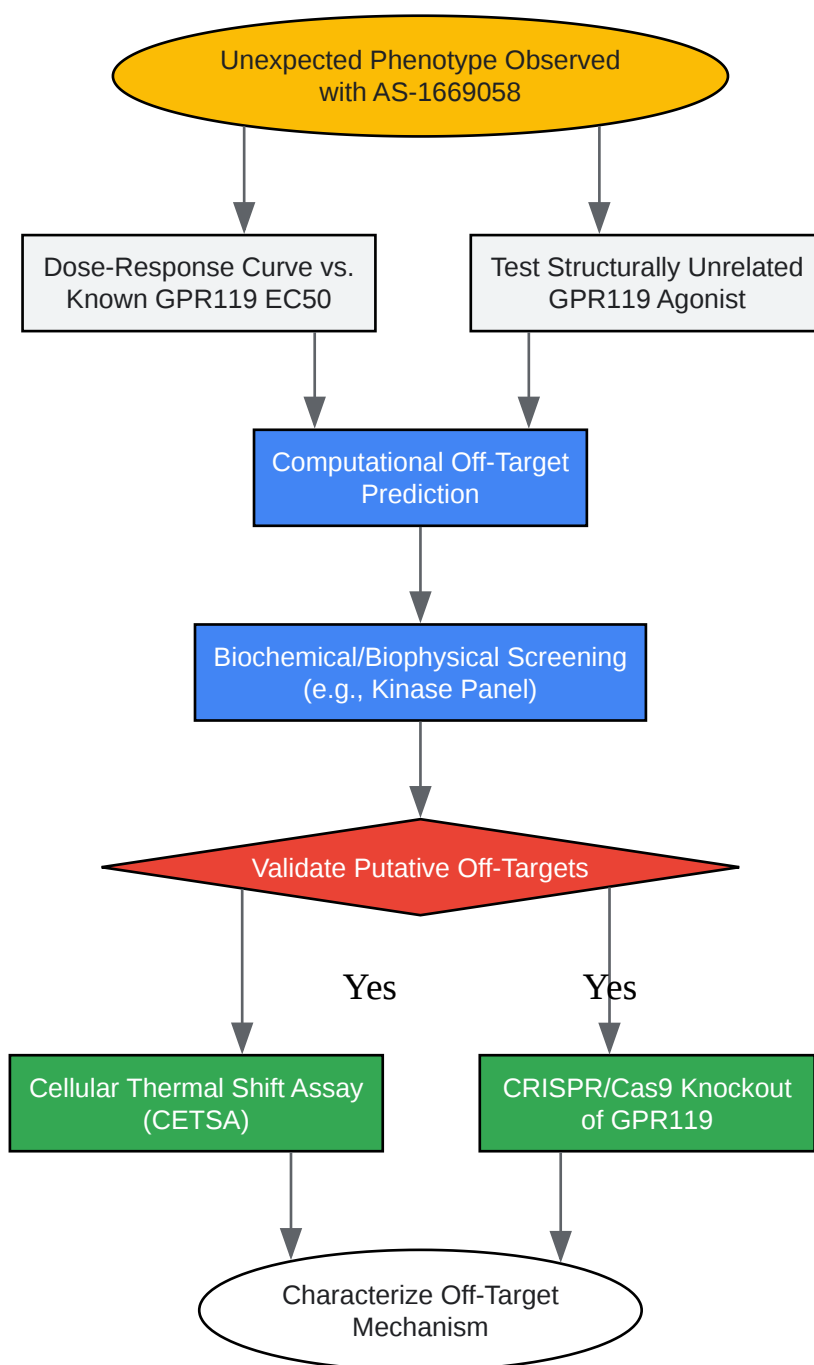 Unexpected Phenotype Observed
with AS-1669058
Dose-Response Curve vs.
Known GPR119 EC50
Test Structurally Unrelated
GPR119 Agonist
Computational Off-Target
Prediction
Biochemical/Biophysical Screening
(e.g., Kinase Panel)
Validate Putative Off-Targets
Yes
Yes
Cellular Thermal Shift Assay
(CETSA)
CRISPR/Cas9 Knockout
of GPR119
Characterize Off-Target
Mechanism